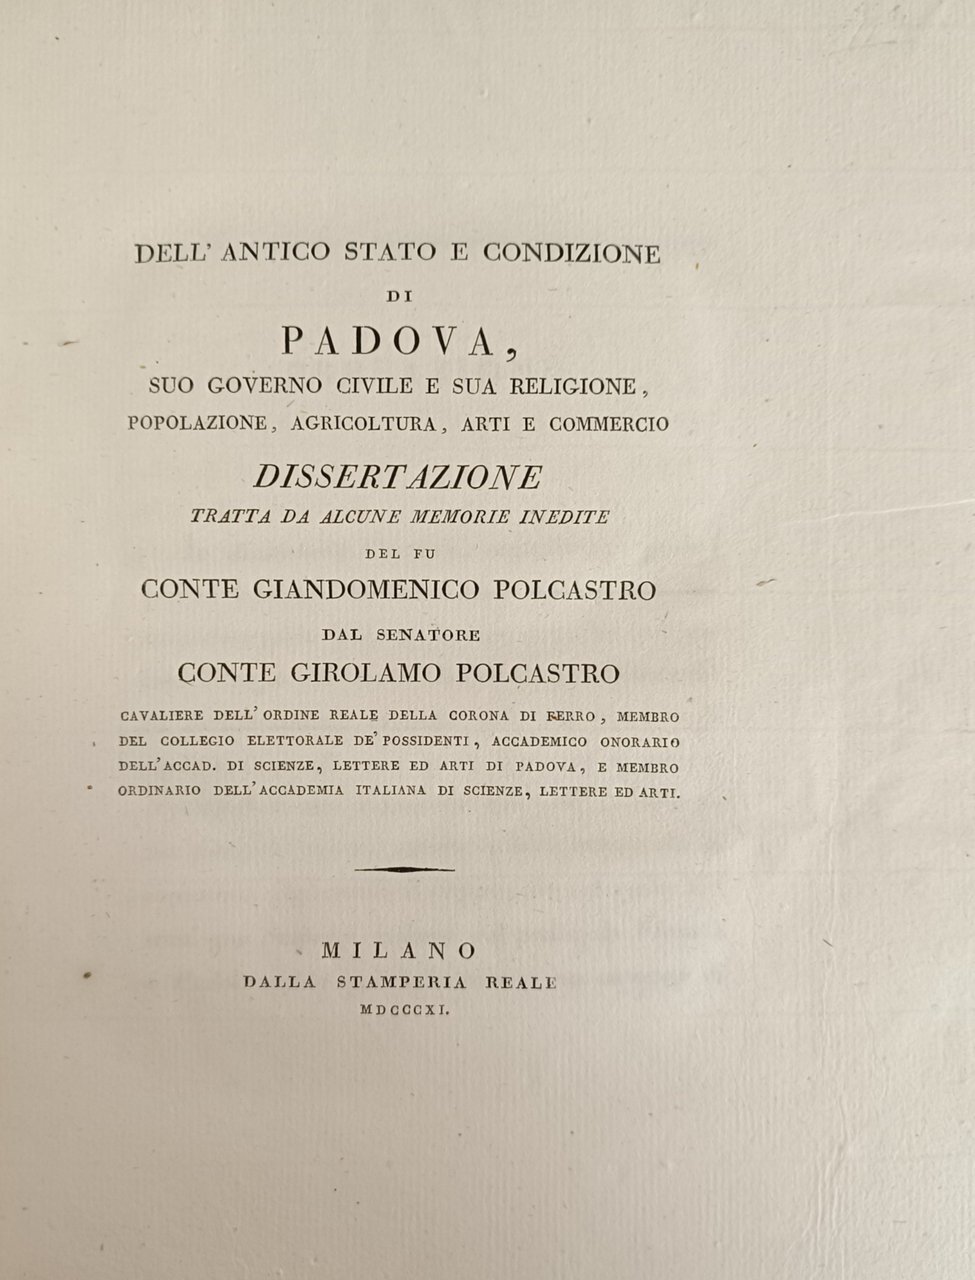 DELL' ANTICO STATO E CONDIZIONE
DI
PADOVA,
SUO GOVERNO CIVILE E SUA RELIGIONE,
POPOLAZIONE, AGRICOLTURA, ARTI E COMMERCIO
DISSERTAZIONE
TRATTA DA ALCUNE MEMORIE INEDITE
DEL FU
CONTE GIANDOMENICO POLCASTRO
DAL SENATORE
CONTE GIROLAMO POLCASTRO
CAVALIERE DELL' ORDINE REALE DELLA CORONA DI FERRO, MEMBRO
DEL COLLEGIO ELETTORALE DE' POSSIDENTI, ACCADEMICO ONORARIO
DELL' ACCAD. DI SCIENZE, LETTERE ED ARTI DI PADOVA, E MEMBRO
ORDINARIO DELL' ACCADEMIA ITALIANA DI SCIENZE, LETTERE ED ARTI.
MILANO
DALLA STAMPERIA REALE
MDCCCXI.